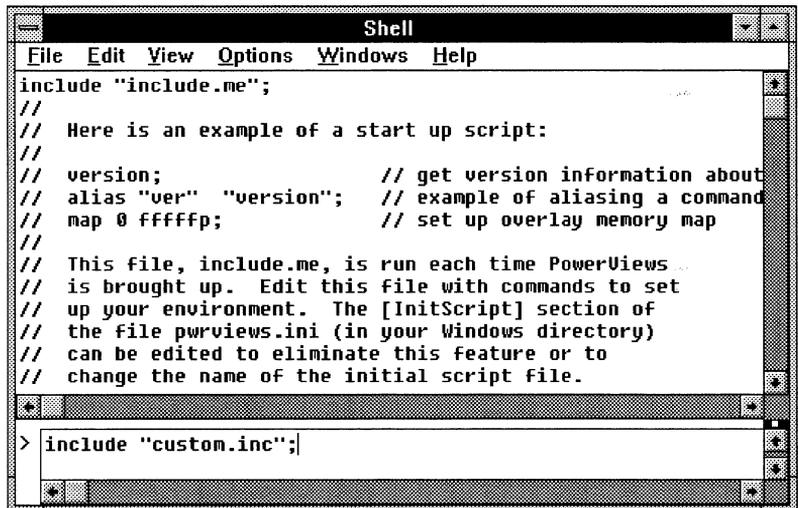 Shell
File Edit View Options Windows Help
include "include.me";
//
// Here is an example of a start up script:
//
// version; // get version information about
// alias "ver" "version"; // example of aliasing a command
// map 0 fffffp; // set up overlay memory map
//
// This file, include.me, is run each time PowerViews
// is brought up. Edit this file with commands to set
// up your environment. The [InitScript] section of
// the file pwrviews.ini (in your Windows directory)
// can be edited to eliminate this feature or to
// change the name of the initial script file.
> include "custom.inc";